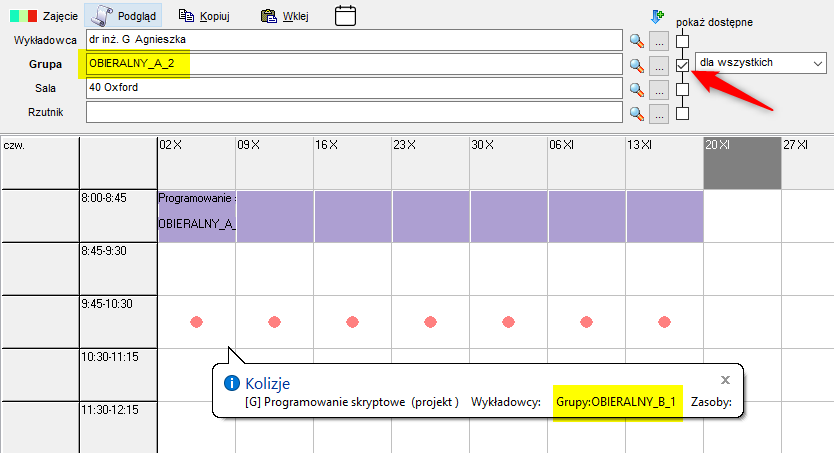 Zajęcie Podgląd Kopiuj Wklej
pokaż dostępne
Wykładowca dr inż. G Agnieszka ...
Grupa OBIERALNY_A_2 ... dla wszystkich
Sala 40 Oxford ...
Rzutnik ...
czw. 02 X 09 X 16 X 23 X 30 X 06 XI 13 XI 20 XI 27 XI
8:00-8:45 Programowanie s
OBIERALNY_A_
8:45-9:30
9:45-10:30
10:30-11:15
Kolizje x
[G] Programowanie skryptowe (projekt ) Wykładowcy: Grupy:OBIERALNY_B_1 Zasoby:
11:30-12:15